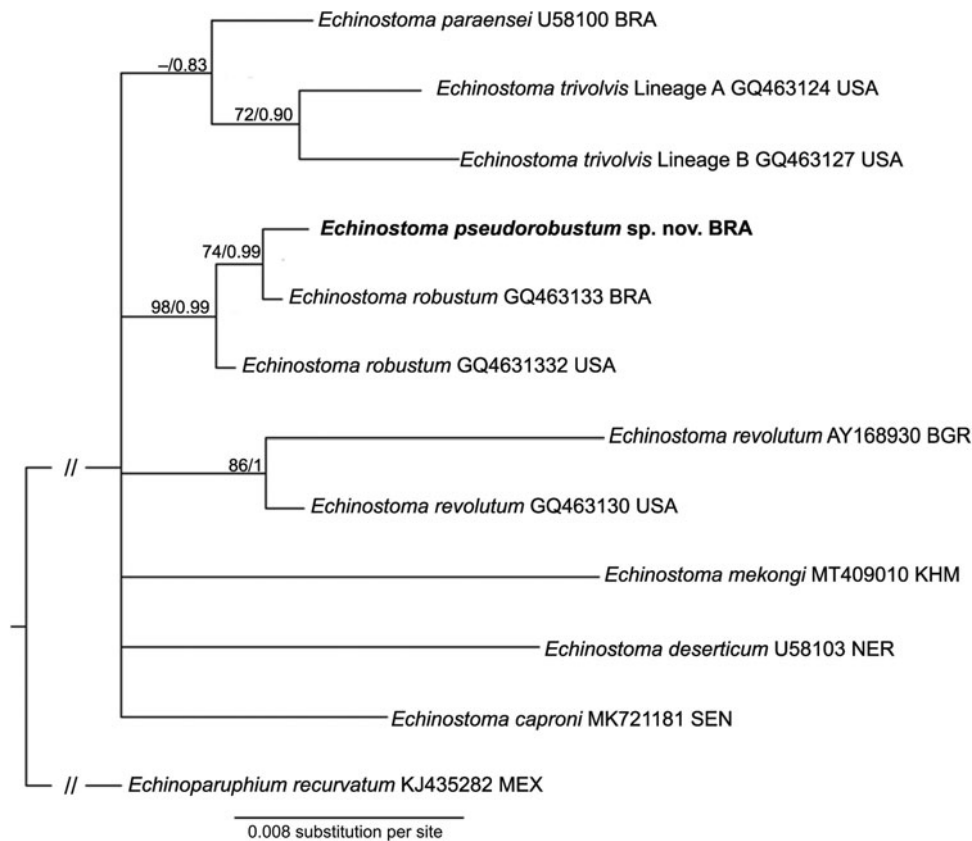 Echinostoma paraensei U58100 BRA
–/0.83
Echinostoma trivolvis Lineage A GQ463124 USA
72/0.90
Echinostoma trivolvis Lineage B GQ463127 USA
Echinostoma pseudorobustum sp. nov. BRA
74/0.99
Echinostoma robustum GQ463133 BRA
98/0.99
Echinostoma robustum GQ4631332 USA
Echinostoma revolutum AY168930 BGR
86/1
Echinostoma revolutum GQ463130 USA
//
Echinostoma mekongi MT409010 KHM
Echinostoma deserticum U58103 NER
Echinostoma caproni MK721181 SEN
// Echinoparuphium recurvatum KJ435282 MEX
0.008 substitution per site